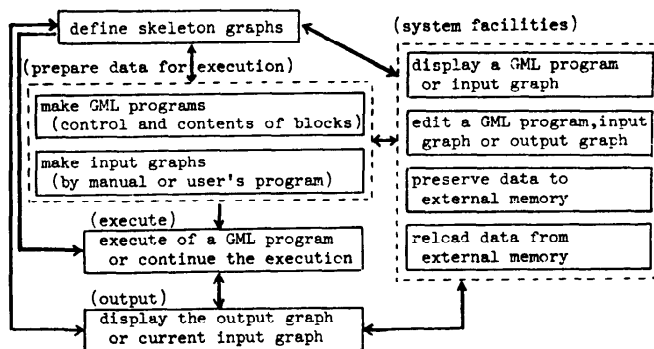 define skeleton graphs
(prepare data for execution)
make GML programs
(control and contents of blocks)
make input graphs
(by manual or user's program)
(execute)
execute of a GML program
or continue the execution
(output)
display the output graph
or current input graph
(system facilities)
display a GML program
or input graph
edit a GML program,input
graph or output graph
preserve data to
external memory
reload data from
external memory